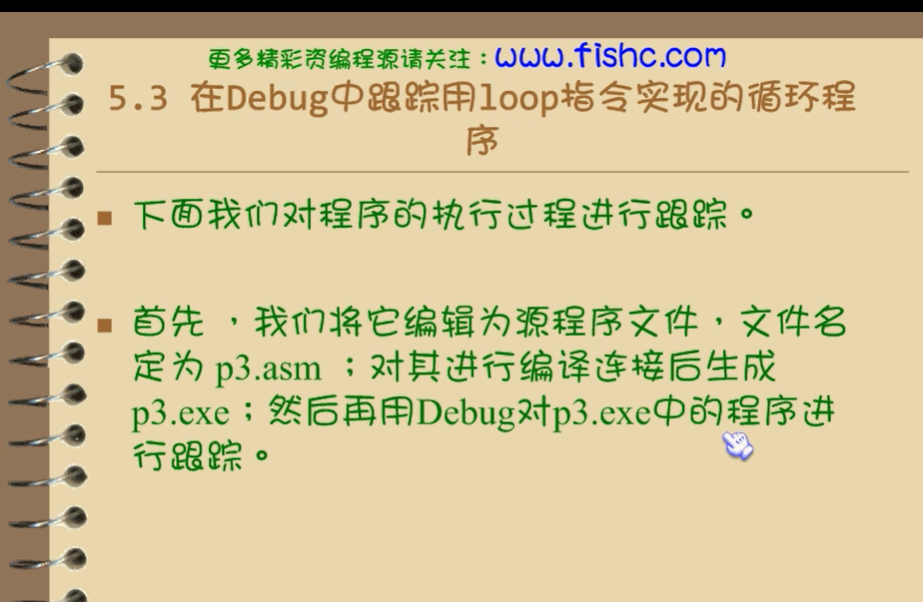 更多精彩资编程源请关注：www.fishc.com
5.3 在Debug中跟踪用loop指令实现的循环程
序
下面我们对程序的执行过程进行跟踪。
首先 ，我们将它编辑为源程序文件，文件名
定为 p3.asm ；对其进行编译连接后生成
p3.exe；然后再用Debug对p3.exe中的程序进
行跟踪。